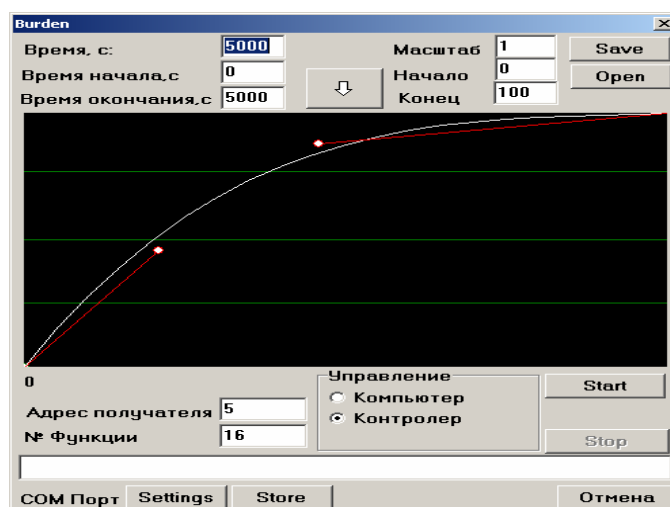 Burden
Время, с: 5000 Масштаб 1 Save
Время начала,с 0 Начало 0 Open
Время окончания,с 5000 Конец 100
0 Управление Start
Компьютер
Адрес получателя 5
Контролер
№ Функции 16 Stop
COM Порт Settings Store Отмена